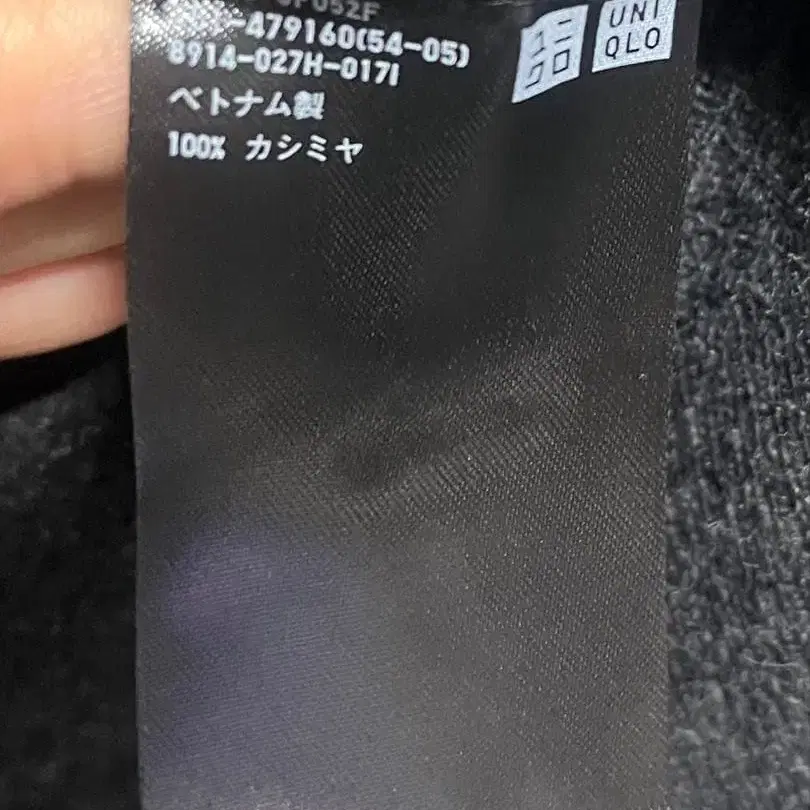 479160(54-05)
8914-027H-017I
ベトナム製
100% カシミヤ
ユニ
クロ
UNI
QLO